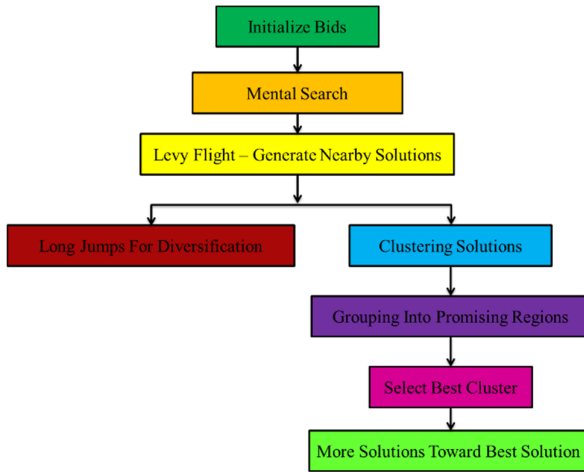 Initialize Bids
Mental Search
Levy Flight – Generate Nearby Solutions
Long Jumps For Diversification
Clustering Solutions
Grouping Into Promising Regions
Select Best Cluster
More Solutions Toward Best Solution